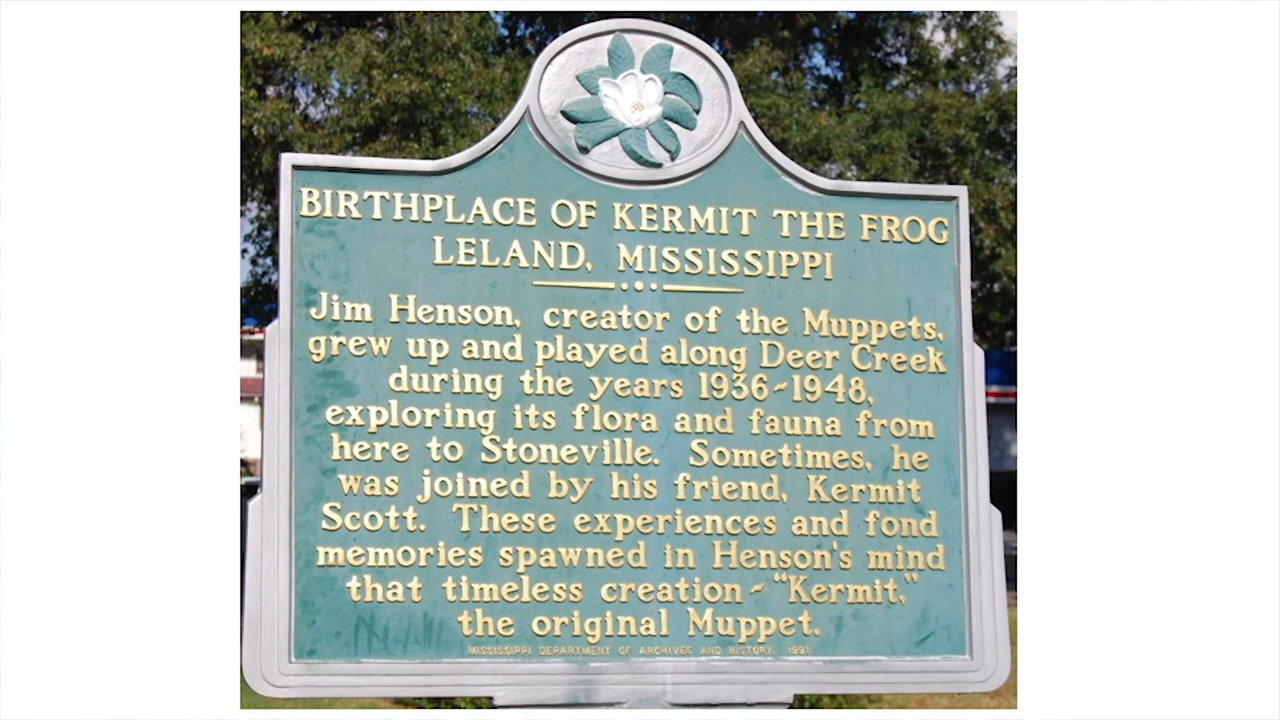 BIRTHPLACE OF KERMIT THE FROG
LELAND, MISSISSIPPI
Jim Henson, creator of the Muppets,
grew up and played along Deer Creek
during the years 1936-1948,
exploring its flora and fauna from
here to Stoneville. Sometimes, he
was joined by his friend, Kermit
Scott. These experiences and fond
memories spawned in Henson's mind
that timeless creation - "Kermit,"
the original Muppet.
MISSISSIPPI DEPARTMENT OF ARCHIVES AND HISTORY, 1991